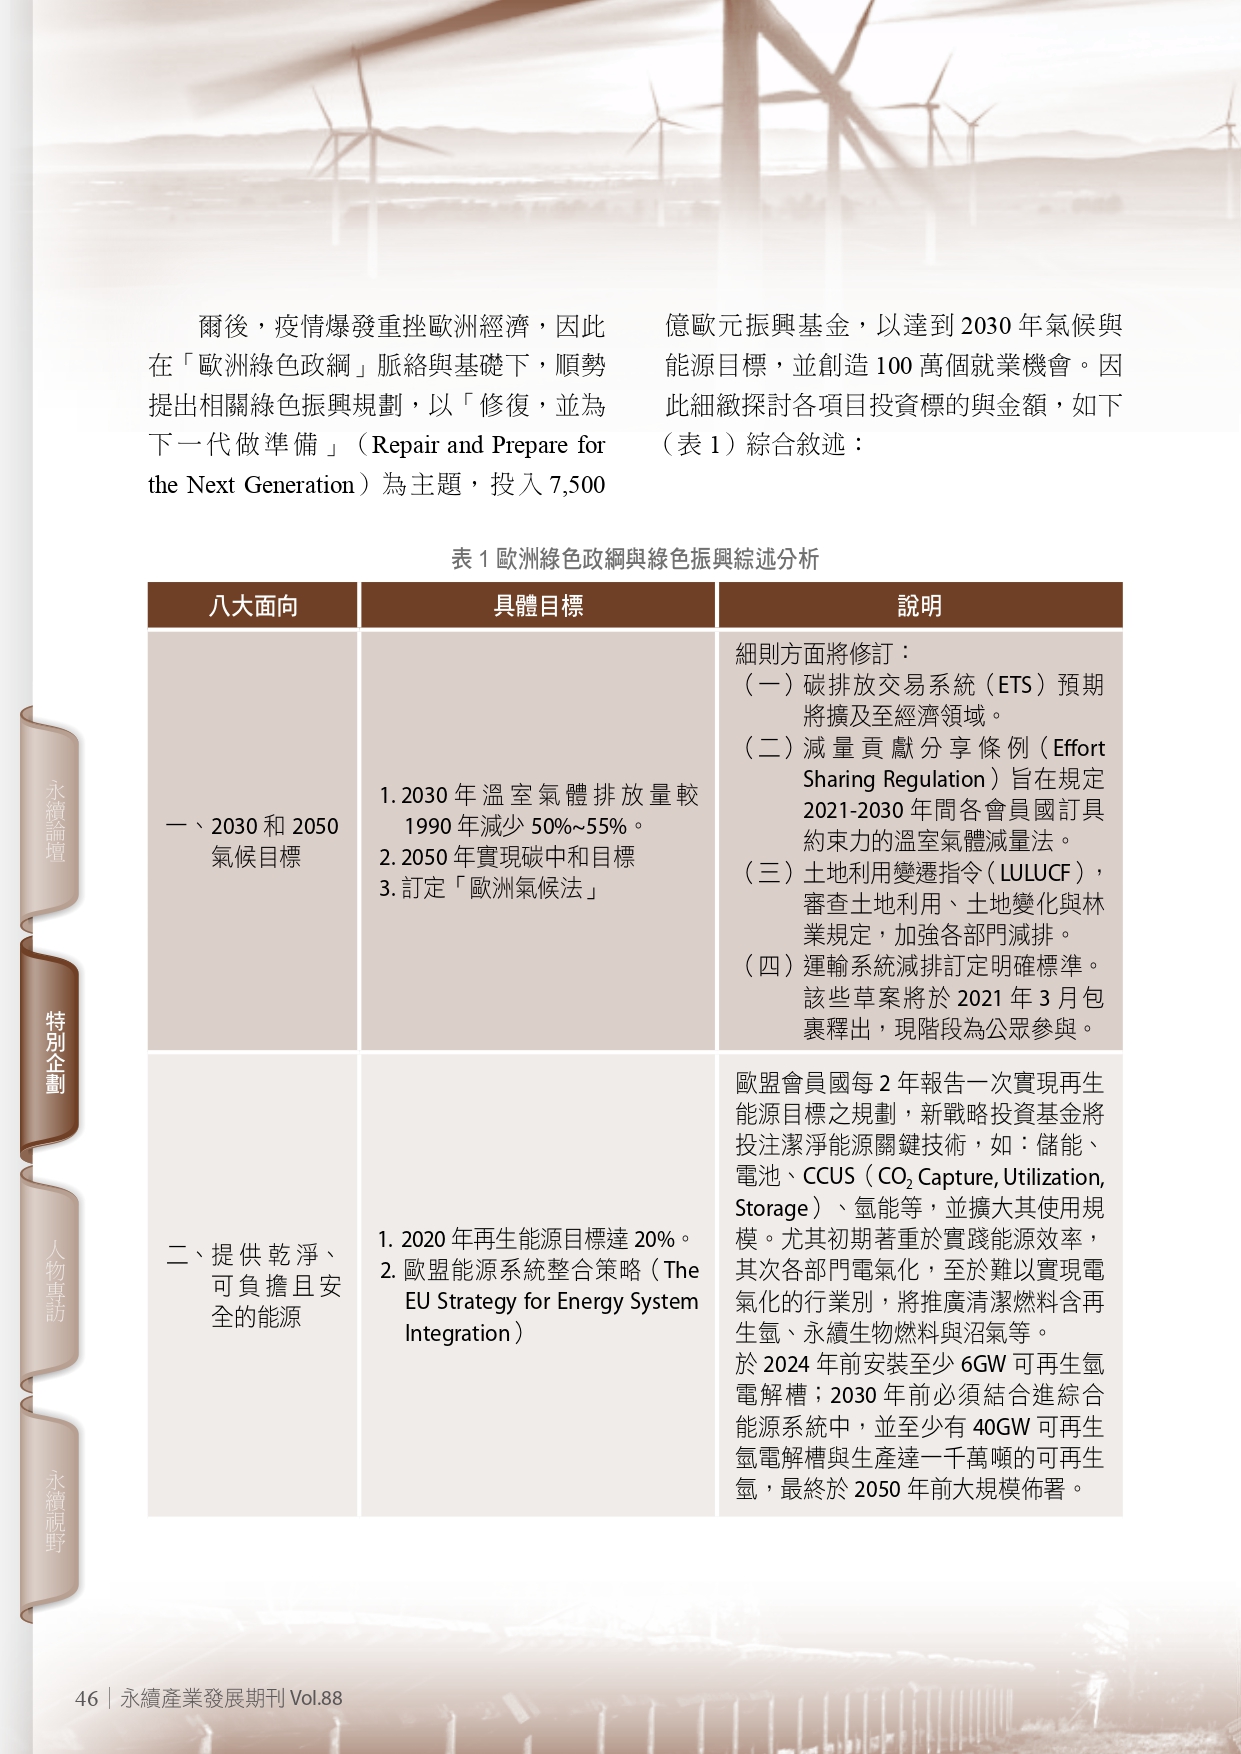 爾後，疫情爆發重挫歐洲經濟，因此
在「歐洲綠色政綱」脈絡與基礎下，順勢
提出相關綠色振興規劃，以「修復，並為
下一代做準備」（Repair and Prepare for
the Next Generation）為主題，投入 7,500
億歐元振興基金，以達到 2030 年氣候與
能源目標，並創造 100 萬個就業機會。因
此細緻探討各項目投資標的與金額，如下
（表 1）綜合敘述：
表 1 歐洲綠色政綱與綠色振興綜述分析
八大面向
具體目標
說明
一、2030 和 2050
氣候目標
1. 2030 年溫室氣體排放量較
1990 年減少 50%~55%。
2. 2050 年實現碳中和目標
3. 訂定「歐洲氣候法」
細則方面將修訂：
（一）碳排放交易系統（ETS）預期
將擴及至經濟領域。
（二）減量貢獻分享條例（Effort
Sharing Regulation）旨在規定
2021-2030 年間各會員國訂具
約束力的溫室氣體減量法。
（三）土地利用變遷指令（LULUCF），
審查土地利用、土地變化與林
業規定，加強各部門減排。
（四）運輸系統減排訂定明確標準。
該些草案將於 2021 年 3 月包
裹釋出，現階段為公眾參與。
二、提供乾淨、
可負擔且安
全的能源
1. 2020 年再生能源目標達 20%。
2. 歐盟能源系統整合策略（The
EU Strategy for Energy System
Integration）
歐盟會員國每 2 年報告一次實現再生
能源目標之規劃，新戰略投資基金將
投注潔淨能源關鍵技術，如：儲能、
電池、CCUS（CO₂ Capture, Utilization,
Storage）、氫能等，並擴大其使用規
模。尤其初期著重於實踐能源效率，
其次各部門電氣化，至於難以實現電
氣化的行業別，將推廣清潔燃料含再
生氫、永續生物燃料與沼氣等。
於 2024 年前安裝至少 6GW 可再生氫
電解槽；2030 年前必須結合進綜合
能源系統中，並至少有 40GW 可再生
氫電解槽與生產達一千萬噸的可再生
氫，最終於 2050 年前大規模佈署。
永續論壇
特別企劃
人物專訪
永續視野
46｜永續產業發展期刊 Vol.88